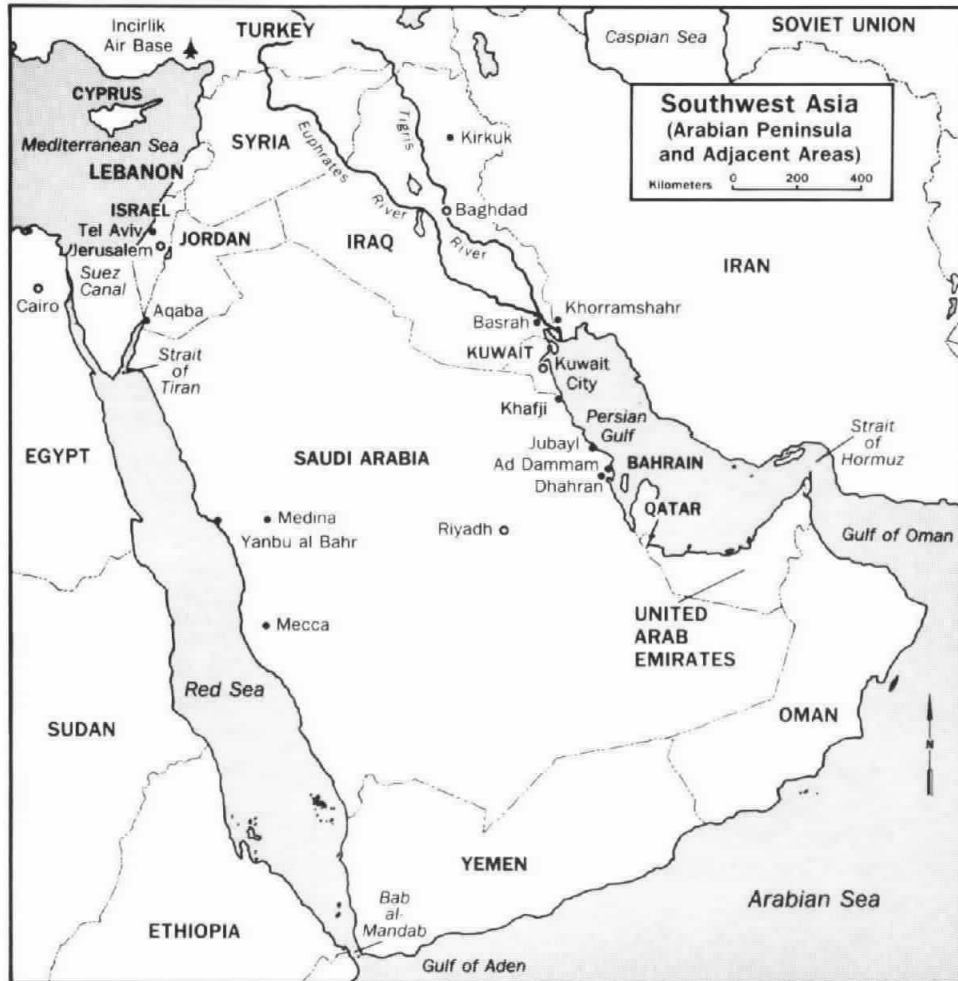 Incirlik
Air Base
TURKEY
Caspian Sea
SOVIET UNION
CYPRUS
Mediterranean Sea
SYRIA
Euphrates
River
Tigris
River
Kirkuk
Southwest Asia
(Arabian Peninsula
and Adjacent Areas)
Kilometers 0 200 400
LEBANON
ISRAEL
Tel Aviv
Jerusalem
JORDAN
IRAQ
Baghdad
IRAN
Suez
Canal
Cairo
Aqaba
Strait
of
Tiran
Basrah
Khorramshahr
KUWAIT
Kuwait
City
Khafji
Persian
Gulf
Strait
of
Hormuz
EGYPT
SAUDI ARABIA
Jubayl
Ad Dammam
Dhahran
BAHRAIN
QATAR
Gulf of Oman
Medina
Yanbu al Bahr
Riyadh
Mecca
UNITED
ARAB
EMIRATES
Red Sea
SUDAN
OMAN
N
YEMEN
Arabian Sea
Bab
al-
Mandab
ETHIOPIA
Gulf of Aden